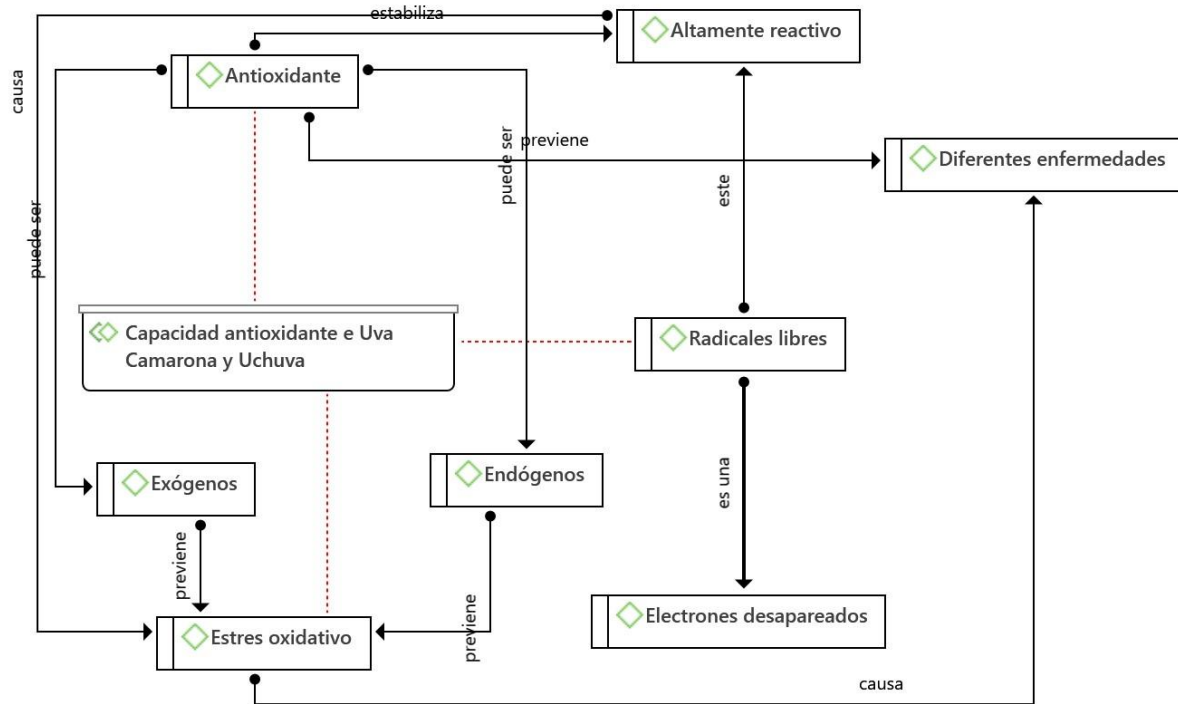 estabiliza
Altamente reactivo
Antioxidante
causa
puede ser
previene
Diferentes enfermedades
puede ser
este
Capacidad antioxidante e Uva
Camarona y Uchuva
Radicales libres
Exógenos
Endógenos
es una
previene
previene
Estres oxidativo
Electrones desapareados
causa